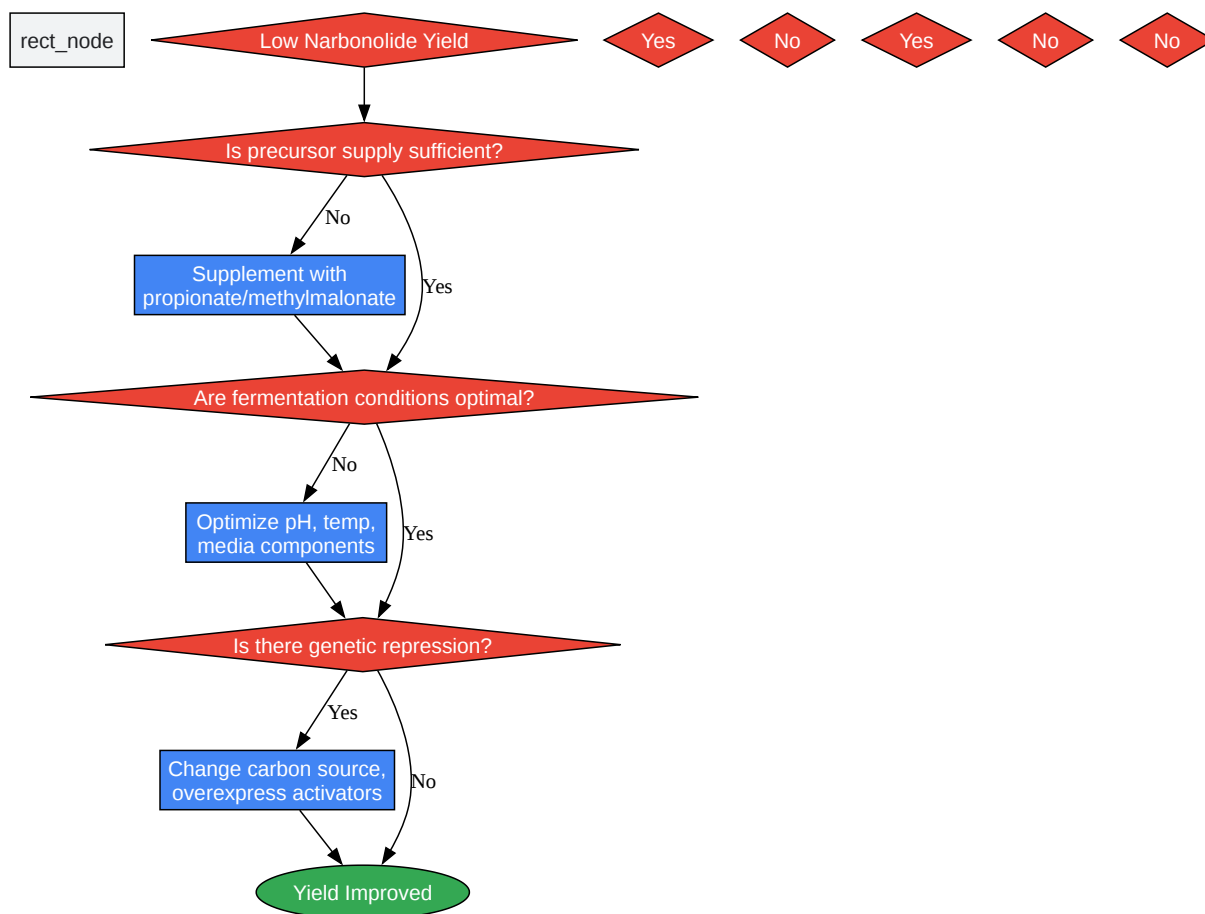 rect_node
Low Narbonolide Yield
Yes
No
Yes
No
No
Is precursor supply sufficient?
No
Supplement with
propionate/methylmalonate
Yes
Are fermentation conditions optimal?
No
Optimize pH, temp,
media components
Yes
Is there genetic repression?
Yes
Change carbon source,
overexpress activators
No
Yield Improved